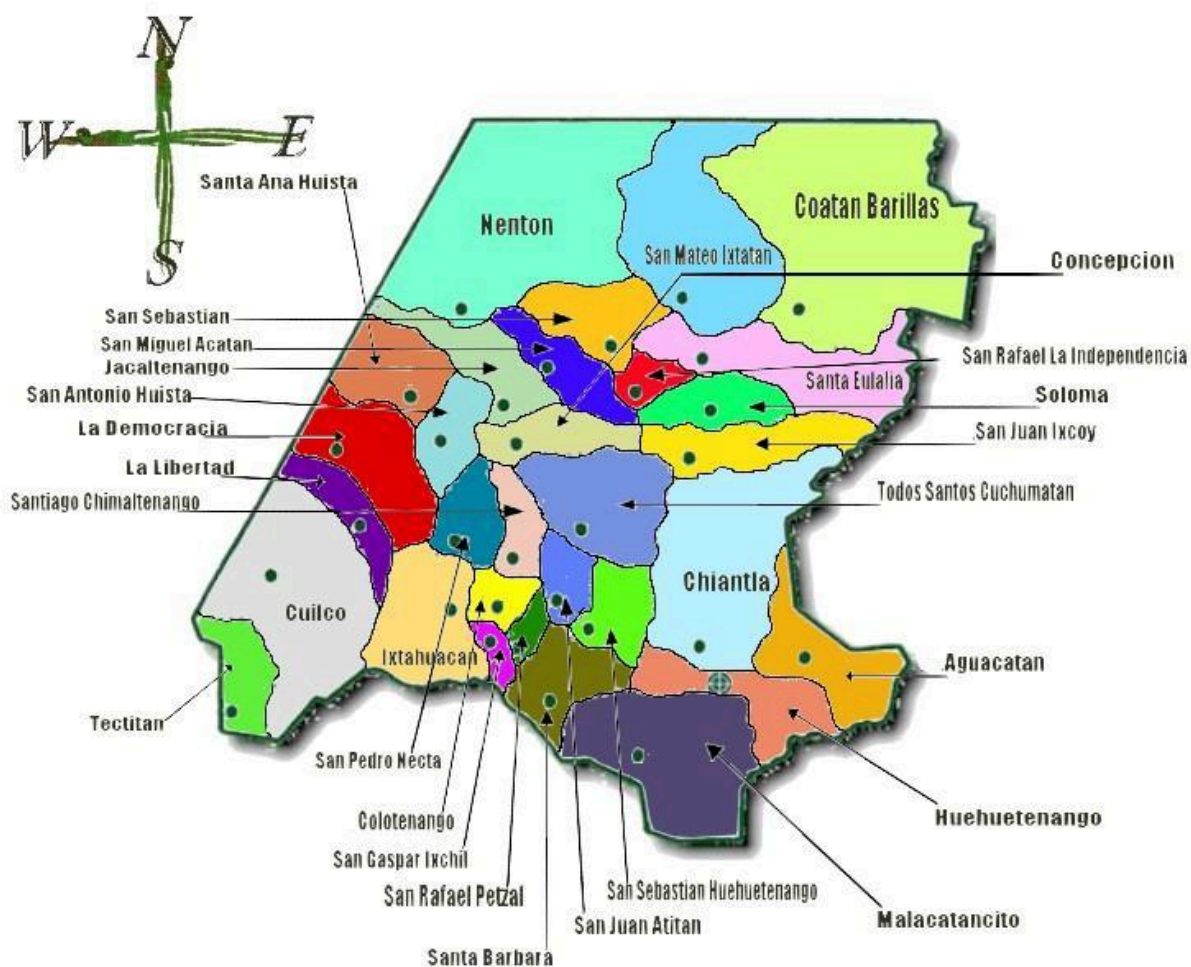 N
W
E
S
Santa Ana Huista
Nenton
Coatan Barillas
San Mateo Ixtatan
Concepcion
San Sebastian
San Miguel Acatan
Jacaltenango
San Rafael La Independencia
Santa Eulalia
San Antonio Huista
Soloma
La Democracia
San Juan Ixcoy
La Libertad
Todos Santos Cuchumatan
Santiago Chimaltenango
Chiantla
Cuilco
Ixtahuacan
Aguacatan
Tectitan
San Pedro Necta
Colotenango
Huehuetenango
San Gaspar Ixchil
San Rafael Petzal
San Sebastian Huehuetenango
San Juan Atitan
Malacatancito
Santa Barbara